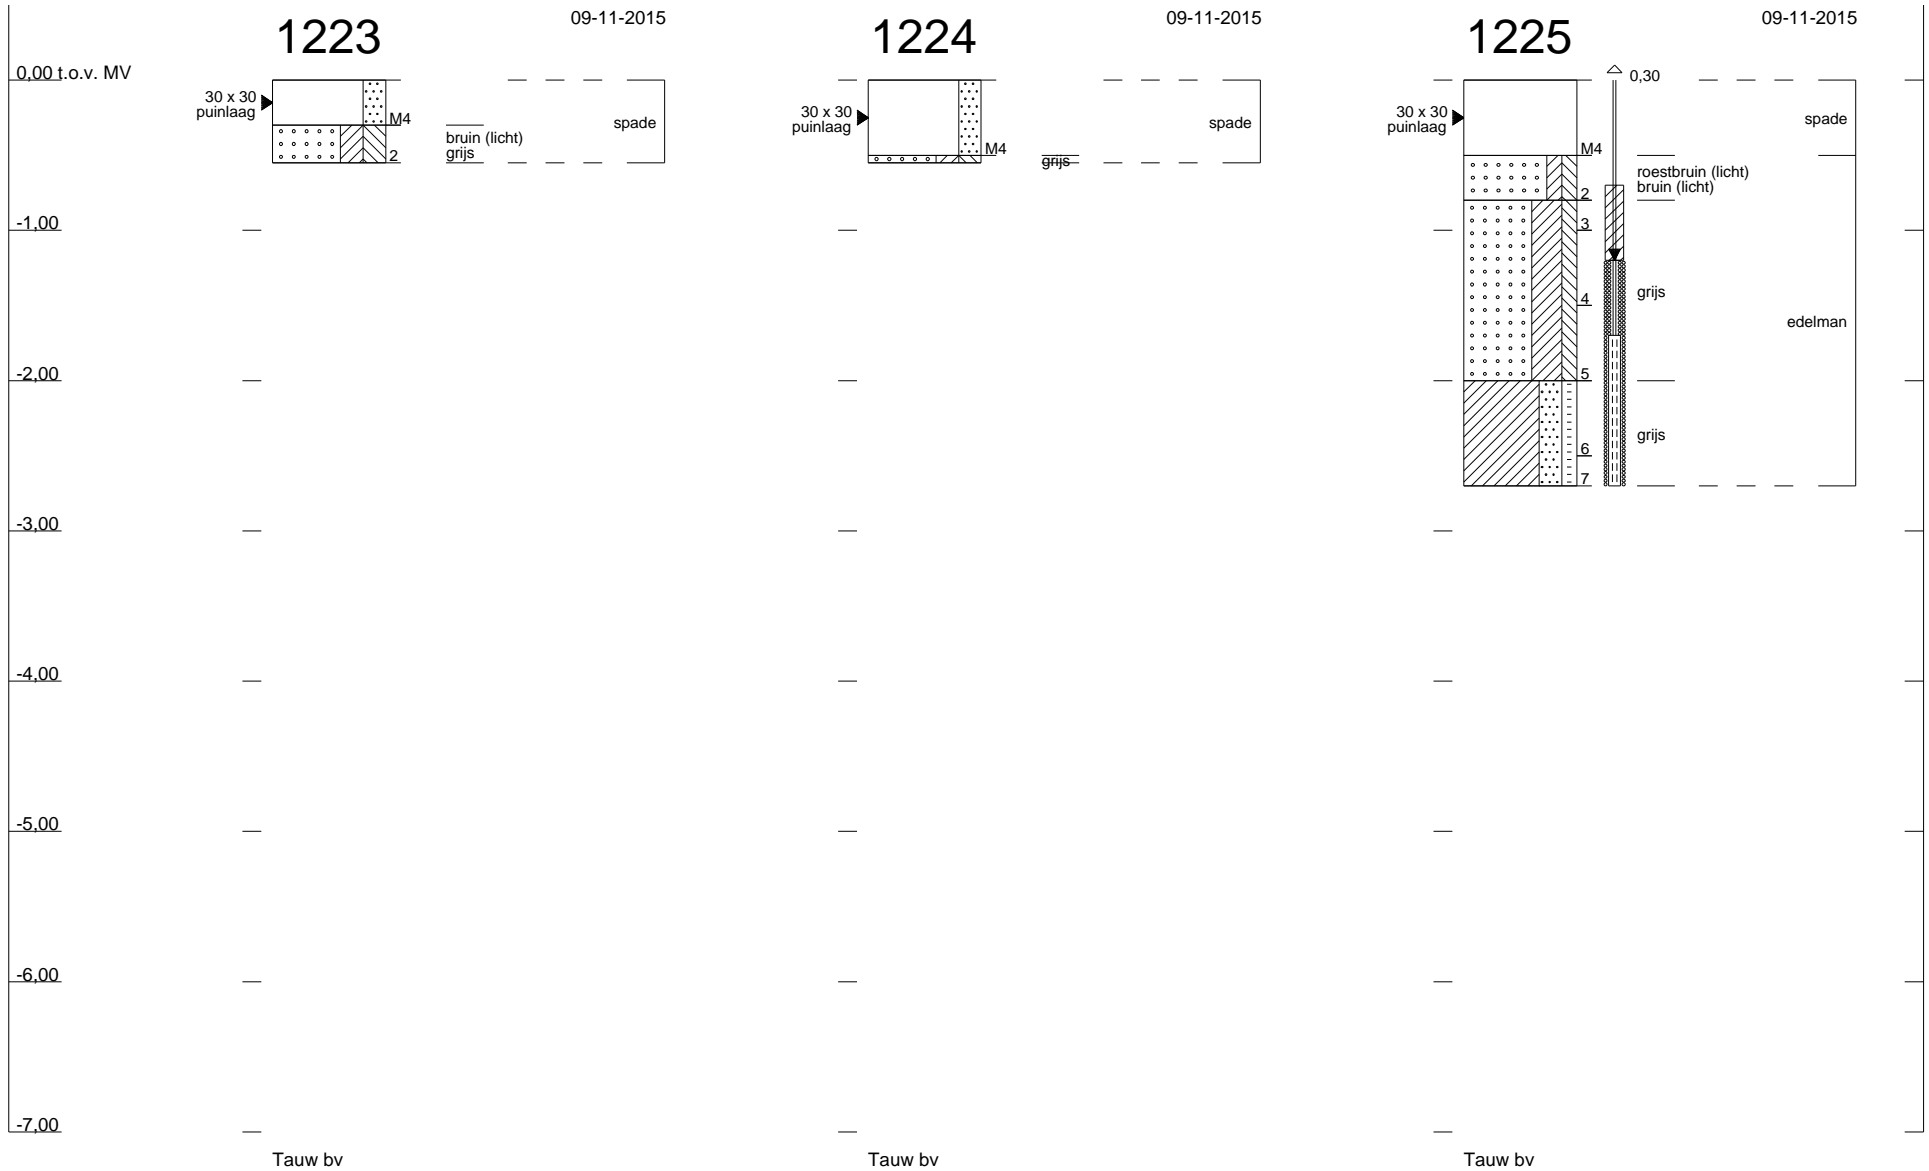 09-11-2015
09-11-2015
09-11-2015
1223
1224
1225
0,00 t.o.v. MV
-1,00
-2,00
-3,00
-4,00
-5,00
-6,00
-7,00
30 x 30
puinlaag
M4
2
bruin (licht)
grijs
spade
Tauw bv
30 x 30
puinlaag
M4
grijs
spade
Tauw bv
30 x 30
puinlaag
0,30
M4
2
3
4
5
6
7
roestbruin (licht)
bruin (licht)
grijs
grijs
spade
edelman
Tauw bv